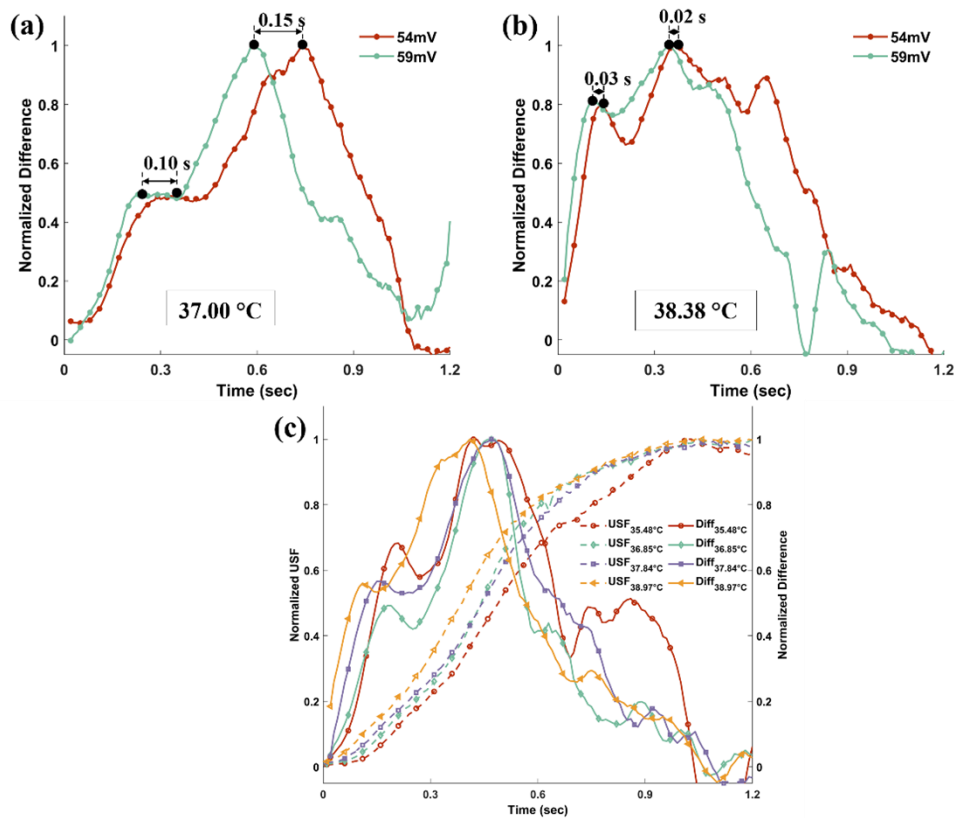 (a)
0.15 s
0.10 s
54mV
59mV
37.00 °C
Normalized Difference
1
0.8
0.6
0.4
0.2
0
0 0.3 0.6 0.9 1.2
Time (sec)
(b)
0.02 s
0.03 s
54mV
59mV
38.38 °C
Normalized Difference
1
0.8
0.6
0.4
0.2
0
0 0.3 0.6 0.9 1.2
Time (sec)
(c)
Normalized USF
1
0.8
0.6
0.4
0.2
0
USF35.48°C Diff35.48°C
USF36.85°C Diff36.85°C
USF37.84°C Diff37.84°C
USF38.97°C Diff38.97°C
1
0.8
0.6
0.4
0.2
0
Normalized Difference
0 0.3 0.6 0.9 1.2
Time (sec)